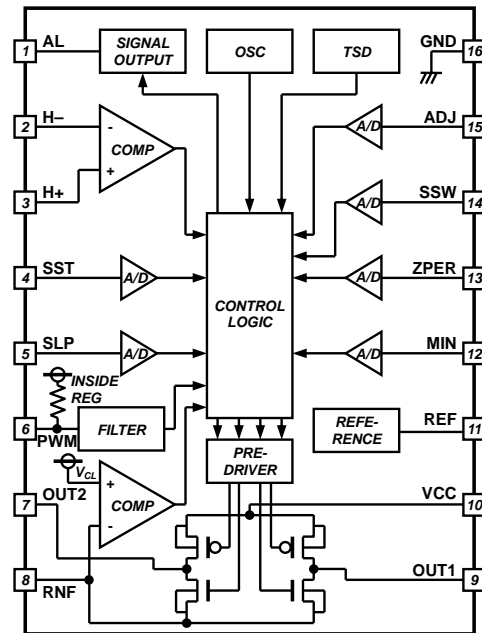 1 AL SIGNAL OUTPUT OSC TSD GND 16
2 H– - COMP + A/D ADJ 15
3 H+ A/D SSW 14
4 SST A/D CONTROL LOGIC A/D ZPER 13
5 SLP A/D A/D MIN 12
INSIDE REG
6 PWM FILTER REFE- RENCE REF 11
VCL + COMP - PRE- DRIVER
7 OUT2 VCC 10
8 RNF OUT1 9